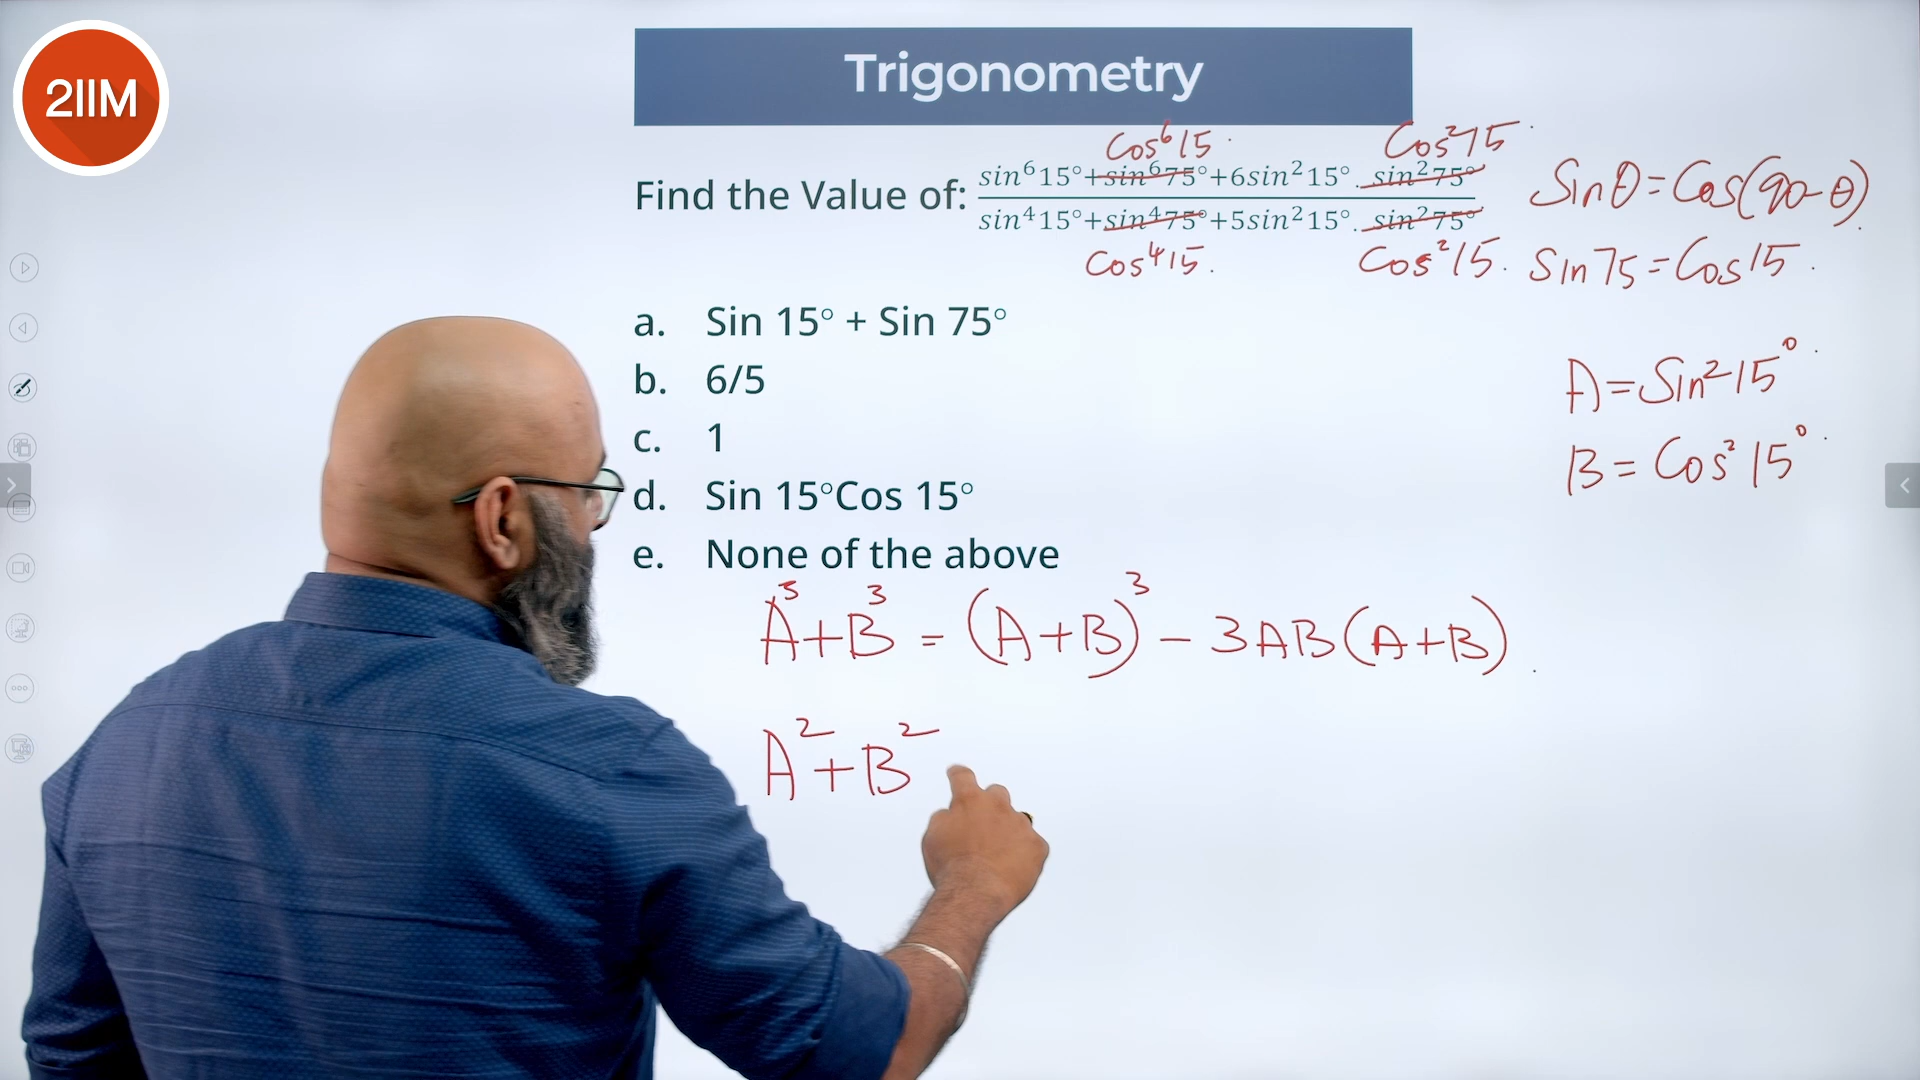 2IIM
Trigonometry
Cos⁶15 Cos²15
Find the Value of: sin⁶15°+sin⁶75°+6sin²15°. sin²75°
sin⁴15°+sin⁴75°+5sin²15°. sin²75°
Cos⁴15. Cos²15.
Sinθ=Cos(90-θ).
Sin75=Cos15.
a. Sin 15° + Sin 75°
b. 6/5
c. 1
d. Sin 15°Cos 15°
e. None of the above
A=Sin²15°
B=Cos²15°
A³+B³ = (A+B)³ - 3AB(A+B).
A²+B²